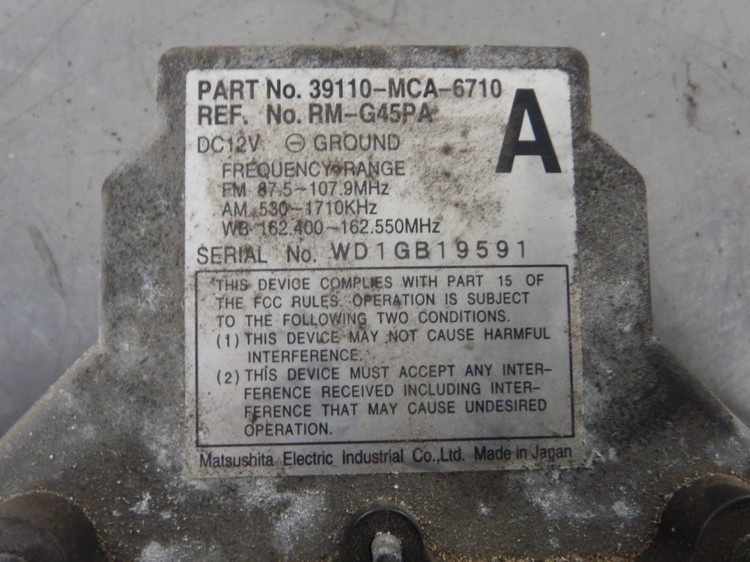 PART No. 39110-MCA-6710
REF. No. RM-G45PA
A
DC12V ⊖ GROUND
FREQUENCY RANGE
FM 87.5-107.9MHz
AM 530-1710KHz
WB 162.400-162.550MHz
SERIAL No. WD1GB19591
THIS DEVICE COMPLIES WITH PART 15 OF
THE FCC RULES. OPERATION IS SUBJECT
TO THE FOLLOWING TWO CONDITIONS.
(1) THIS DEVICE MAY NOT CAUSE HARMFUL
INTERFERENCE.
(2) THIS DEVICE MUST ACCEPT ANY INTER-
FERENCE RECEIVED INCLUDING INTER-
FERENCE THAT MAY CAUSE UNDESIRED
OPERATION.
Matsushita Electric Industrial Co.,Ltd. Made in Japan